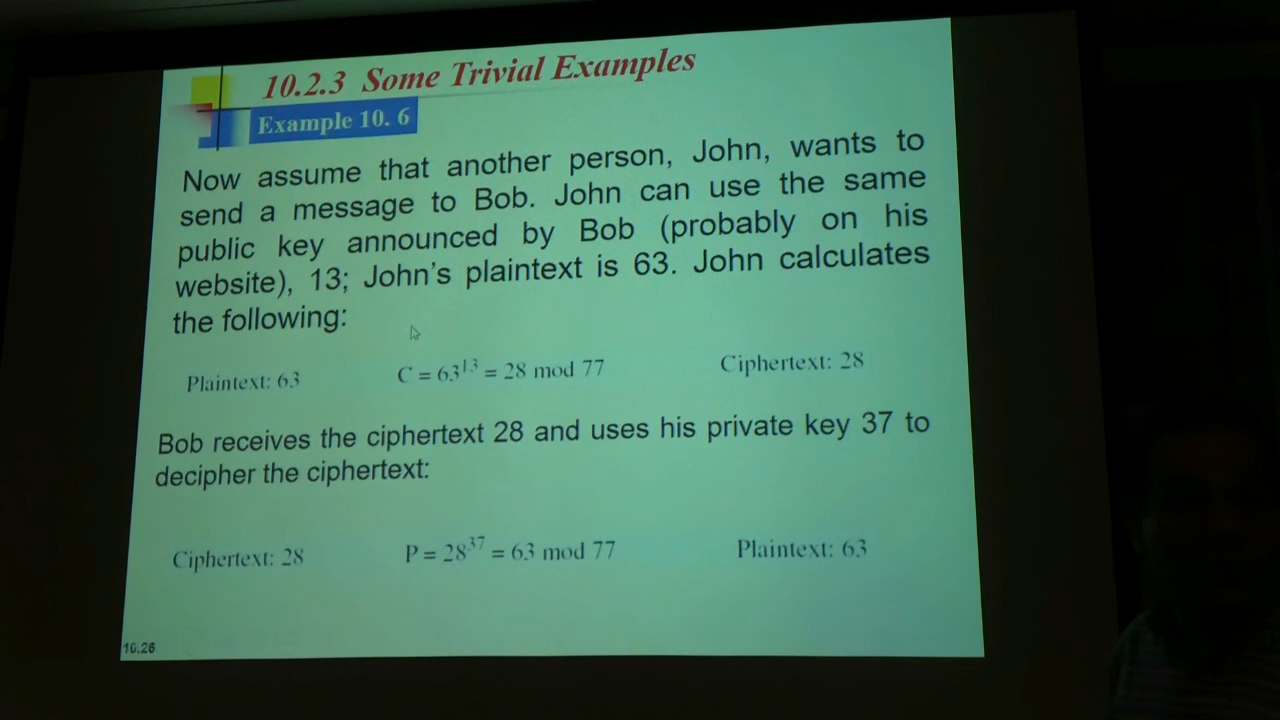 10.2.3 Some Trivial Examples
Example 10. 6
Now assume that another person, John, wants to
send a message to Bob. John can use the same
public key announced by Bob (probably on his
website), 13; John's plaintext is 63. John calculates
the following:
Plaintext: 63 C = 63¹³ = 28 mod 77 Ciphertext: 28
Bob receives the ciphertext 28 and uses his private key 37 to
decipher the ciphertext:
Ciphertext: 28 P = 28³⁷ = 63 mod 77 Plaintext: 63
10.26